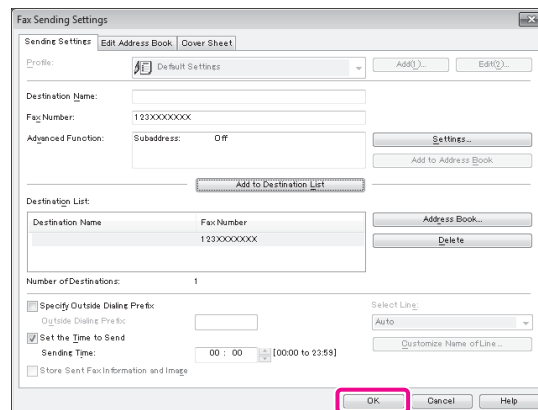 Fax Sending Settings
Sending Settings Edit Address Book Cover Sheet
Profile: Default Settings Add(1)... Edit(2)...
Destination Name:
Fax Number: 123XXXXXXX
Advanced Function: Subaddress: Off Settings...
Add to Address Book
Add to Destination List
Destination List:
Destination Name Fax Number Address Book...
123XXXXXXX Delete
Number of Destinations: 1
Specify Outside Dialing Prefix Select Line:
Outside Dialing Prefix: Auto
Set the Time to Send Customize Name of Line...
Sending Time: 00 : 00 [00:00 to 23:59]
Store Sent Fax Information and Image
OK Cancel Help